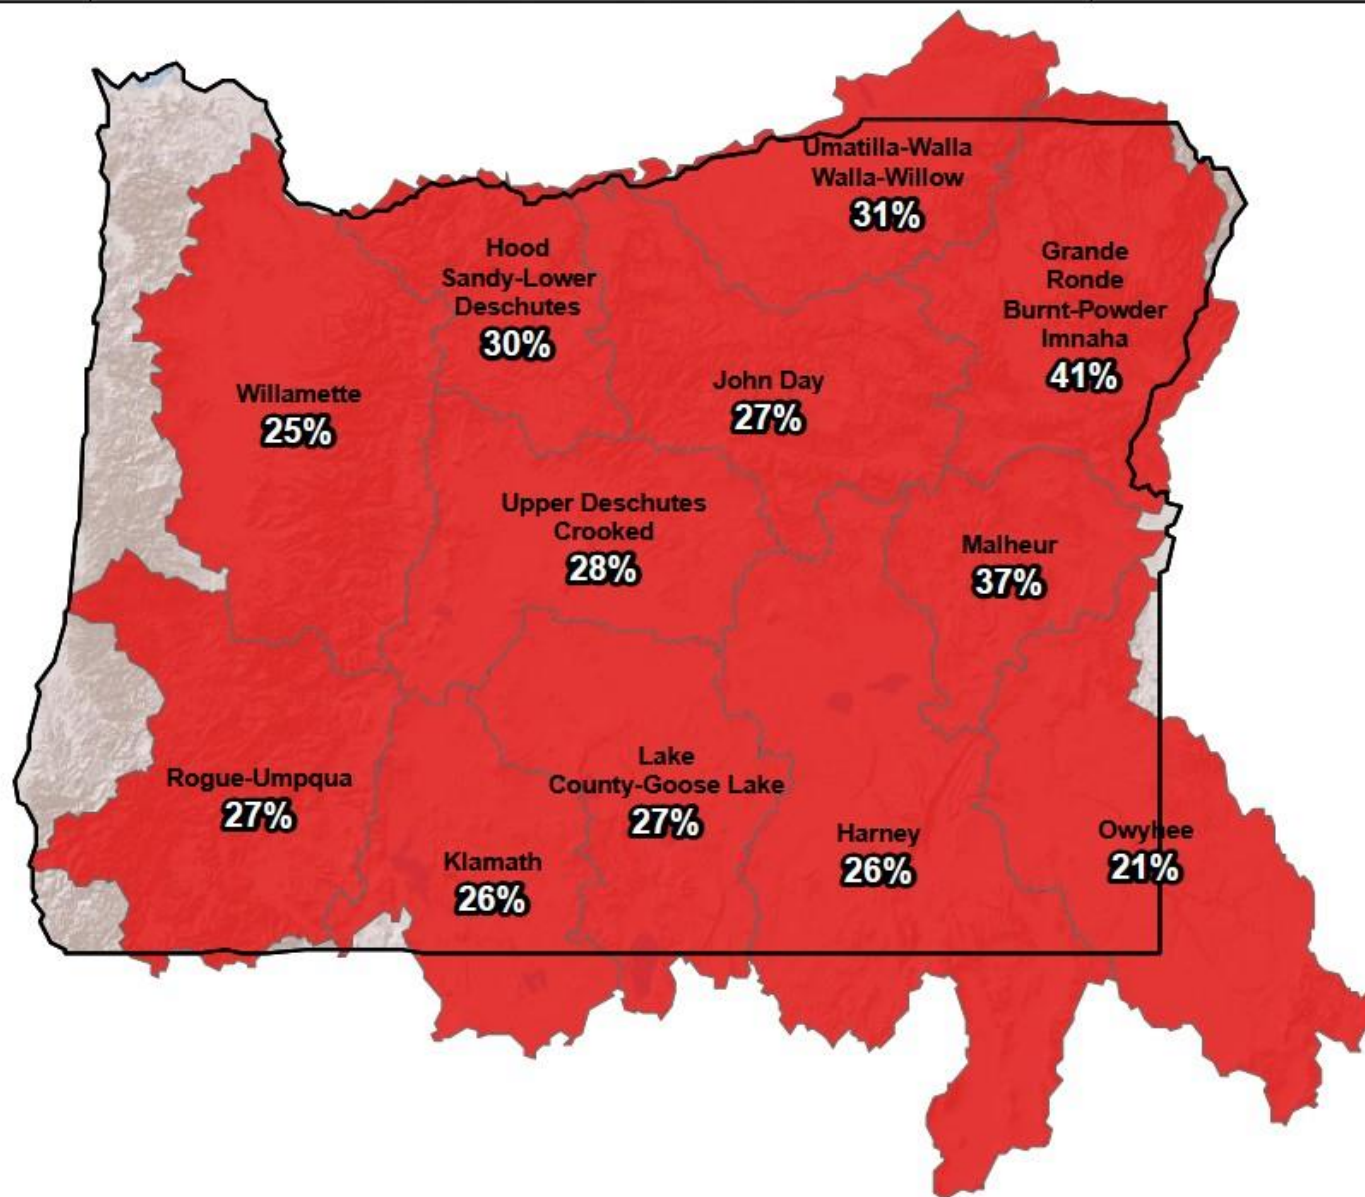 Umatilla-Walla
Walla-Willow
31%
Hood
Sandy-Lower
Deschutes
30%
Grande
Ronde
Burnt-Powder
Imnaha
41%
Willamette
25%
John Day
27%
Upper Deschutes
Crooked
28%
Malheur
37%
Rogue-Umpqua
27%
Lake
County-Goose Lake
27%
Klamath
26%
Harney
26%
Owyhee
21%